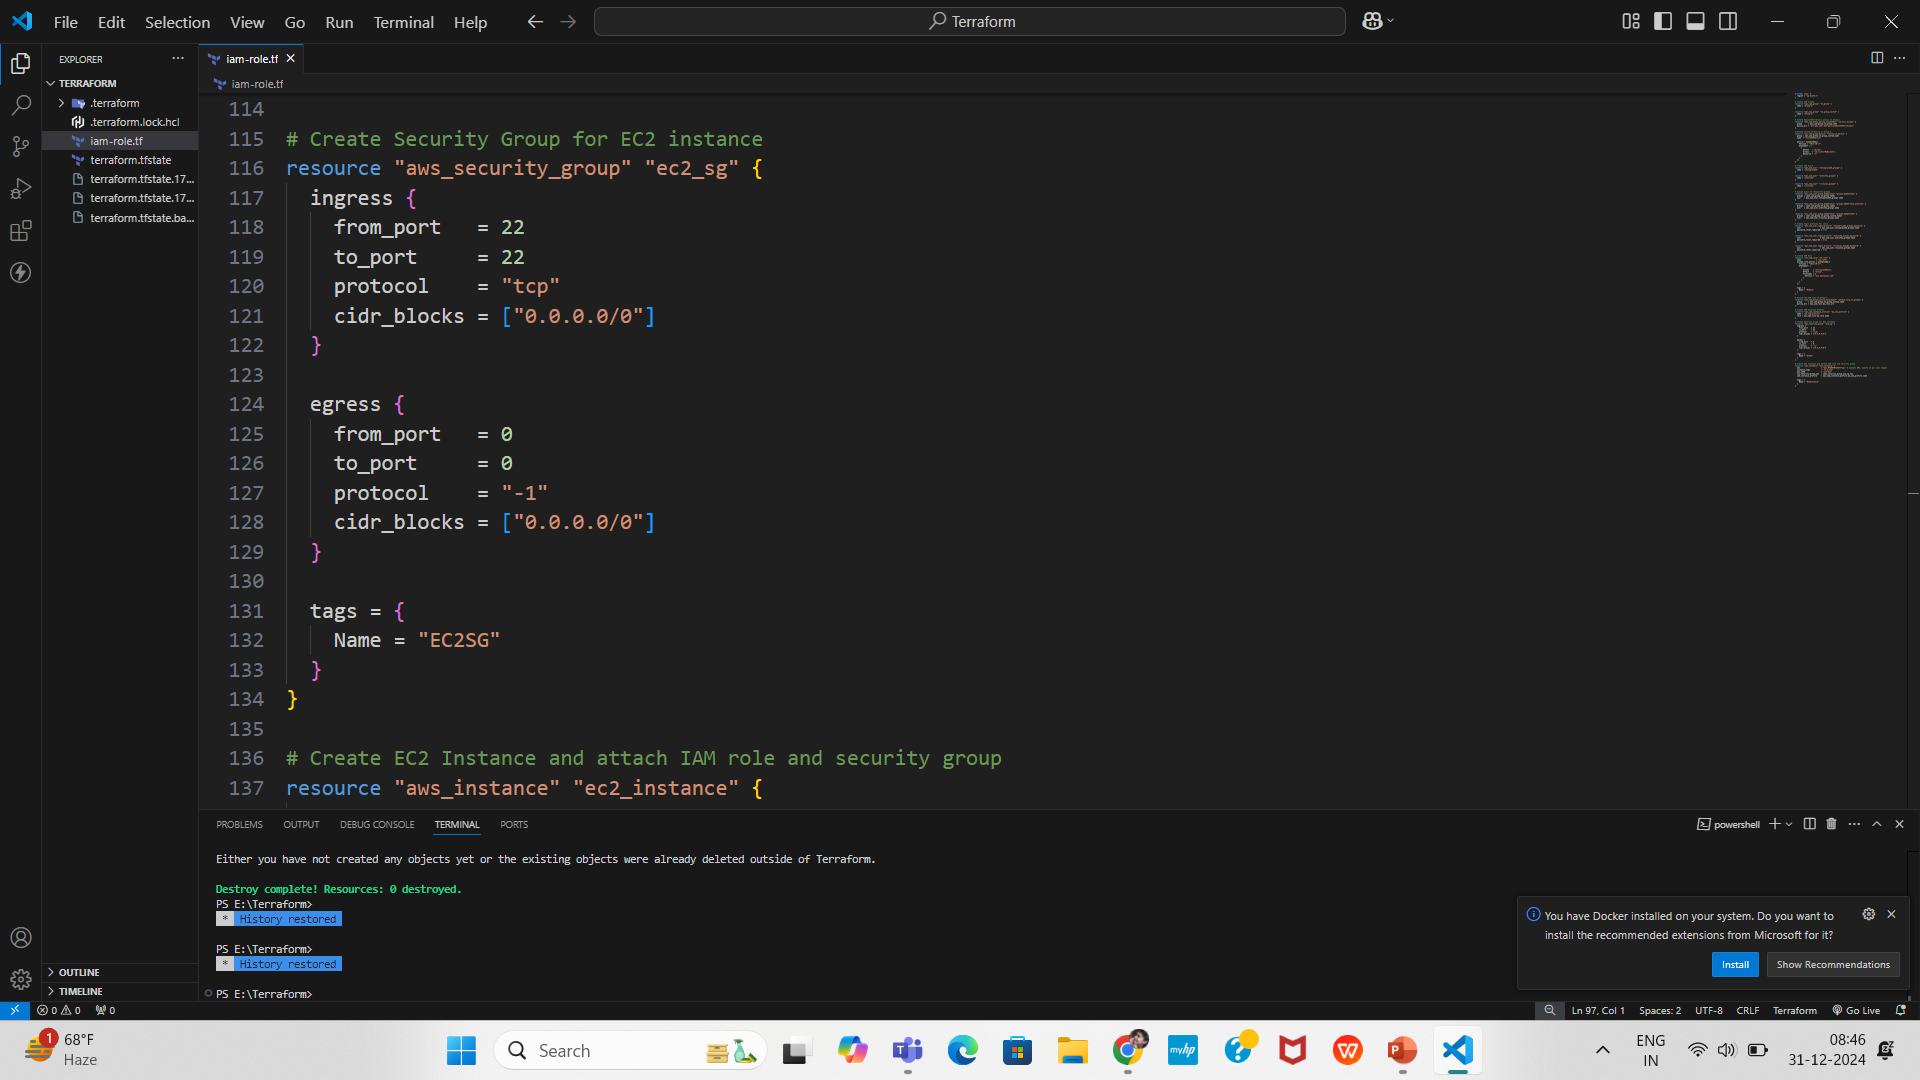 File Edit Selection View Go Run Terminal Help
Terraform
EXPLORER
iam-role.tf
TERRAFORM
.terraform
.terraform.lock.hcl
iam-role.tf
terraform.tfstate
terraform.tfstate.17...
terraform.tfstate.17...
terraform.tfstate.ba...
OUTLINE
TIMELINE
iam-role.tf
114
115 # Create Security Group for EC2 instance
116 resource "aws_security_group" "ec2_sg" {
117 ingress {
118 from_port = 22
119 to_port = 22
120 protocol = "tcp"
121 cidr_blocks = ["0.0.0.0/0"]
122 }
123
124 egress {
125 from_port = 0
126 to_port = 0
127 protocol = "-1"
128 cidr_blocks = ["0.0.0.0/0"]
129 }
130
131 tags = {
132 Name = "EC2SG"
133 }
134 }
135
136 # Create EC2 Instance and attach IAM role and security group
137 resource "aws_instance" "ec2_instance" {
PROBLEMS OUTPUT DEBUG CONSOLE TERMINAL PORTS
powershell
Either you have not created any objects yet or the existing objects were already deleted outside of Terraform.
Destroy complete! Resources: 0 destroyed.
PS E:\Terraform>
* History restored
PS E:\Terraform>
* History restored
PS E:\Terraform>
You have Docker installed on your system. Do you want to
install the recommended extensions from Microsoft for it?
Install Show Recommendations
0 0 0
Ln 97, Col 1 Spaces: 2 UTF-8 CRLF Terraform Go Live
1
68°F
Haze
Search
myhp
ENG
IN
08:46
31-12-2024